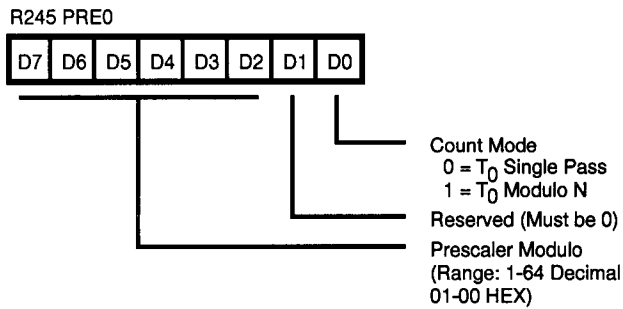 R245 PRE0
D7 D6 D5 D4 D3 D2 D1 D0
Count Mode
0 = T0 Single Pass
1 = T0 Modulo N
Reserved (Must be 0)
Prescaler Modulo
(Range: 1-64 Decimal
01-00 HEX)